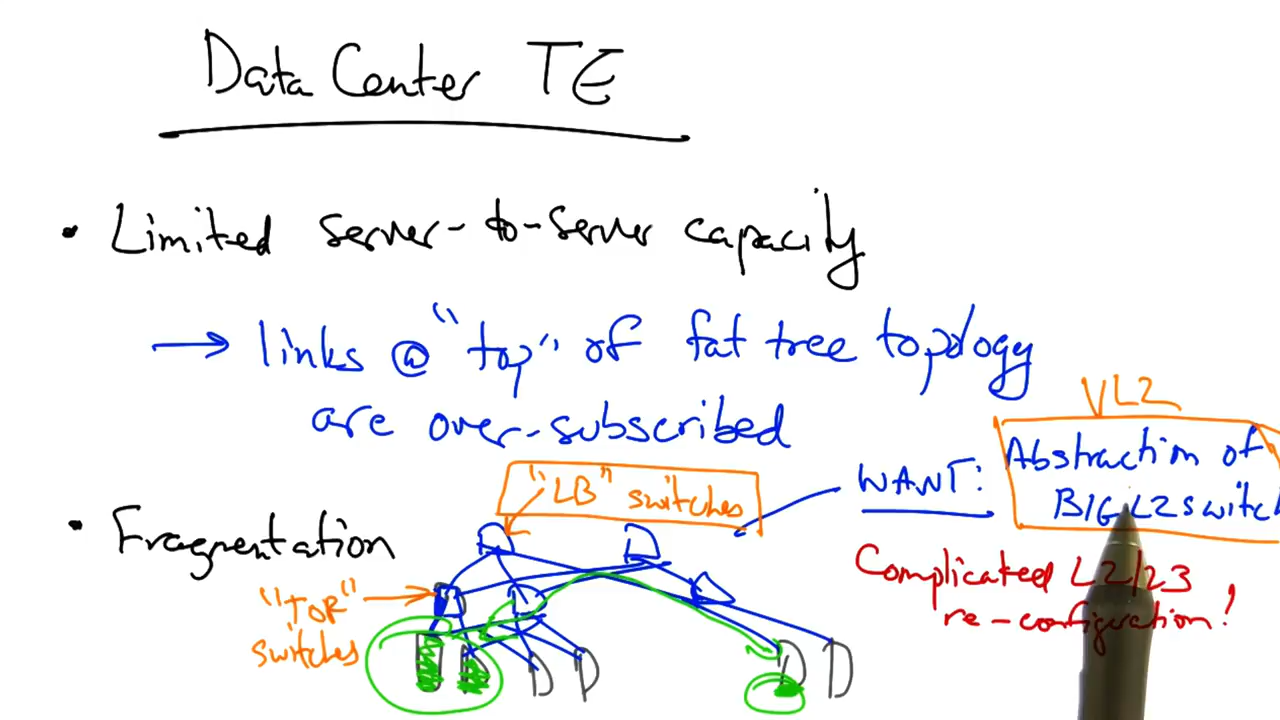 Data Center TE
• Limited server-to-server capacity
→ links @ "top" of fat tree topology
are over-subscribed
VL2
WANT: Abstraction of
BIG L2 switch
"LB" switches
• Fragmentation
Complicated L2/L3
re-configuration!
"TOR"
switches